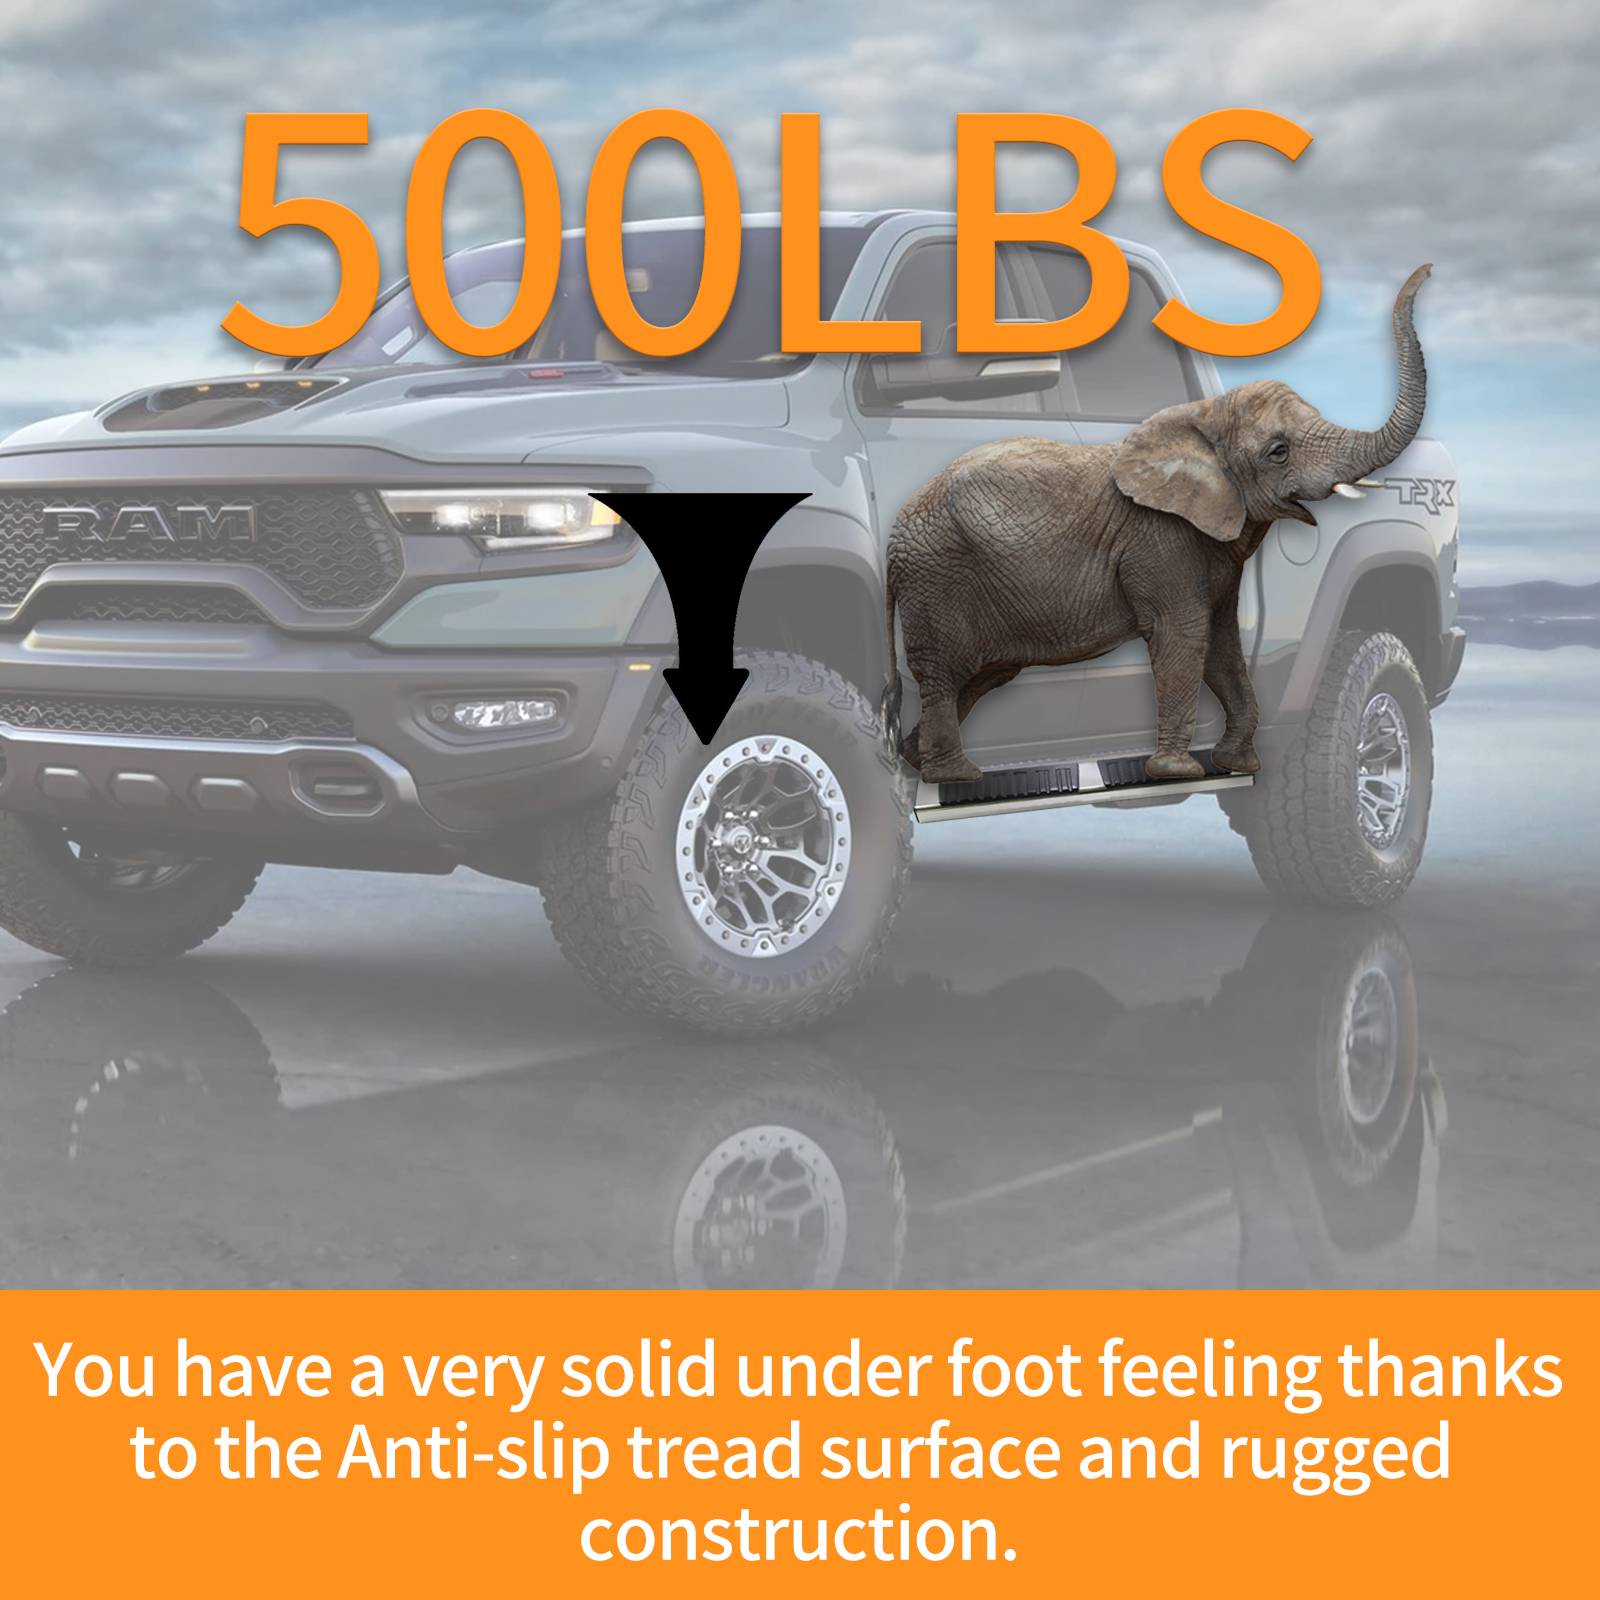 500LBS
RAM
TRX
WRANGLER
You have a very solid under foot feeling thanks
to the Anti-slip tread surface and rugged
construction.